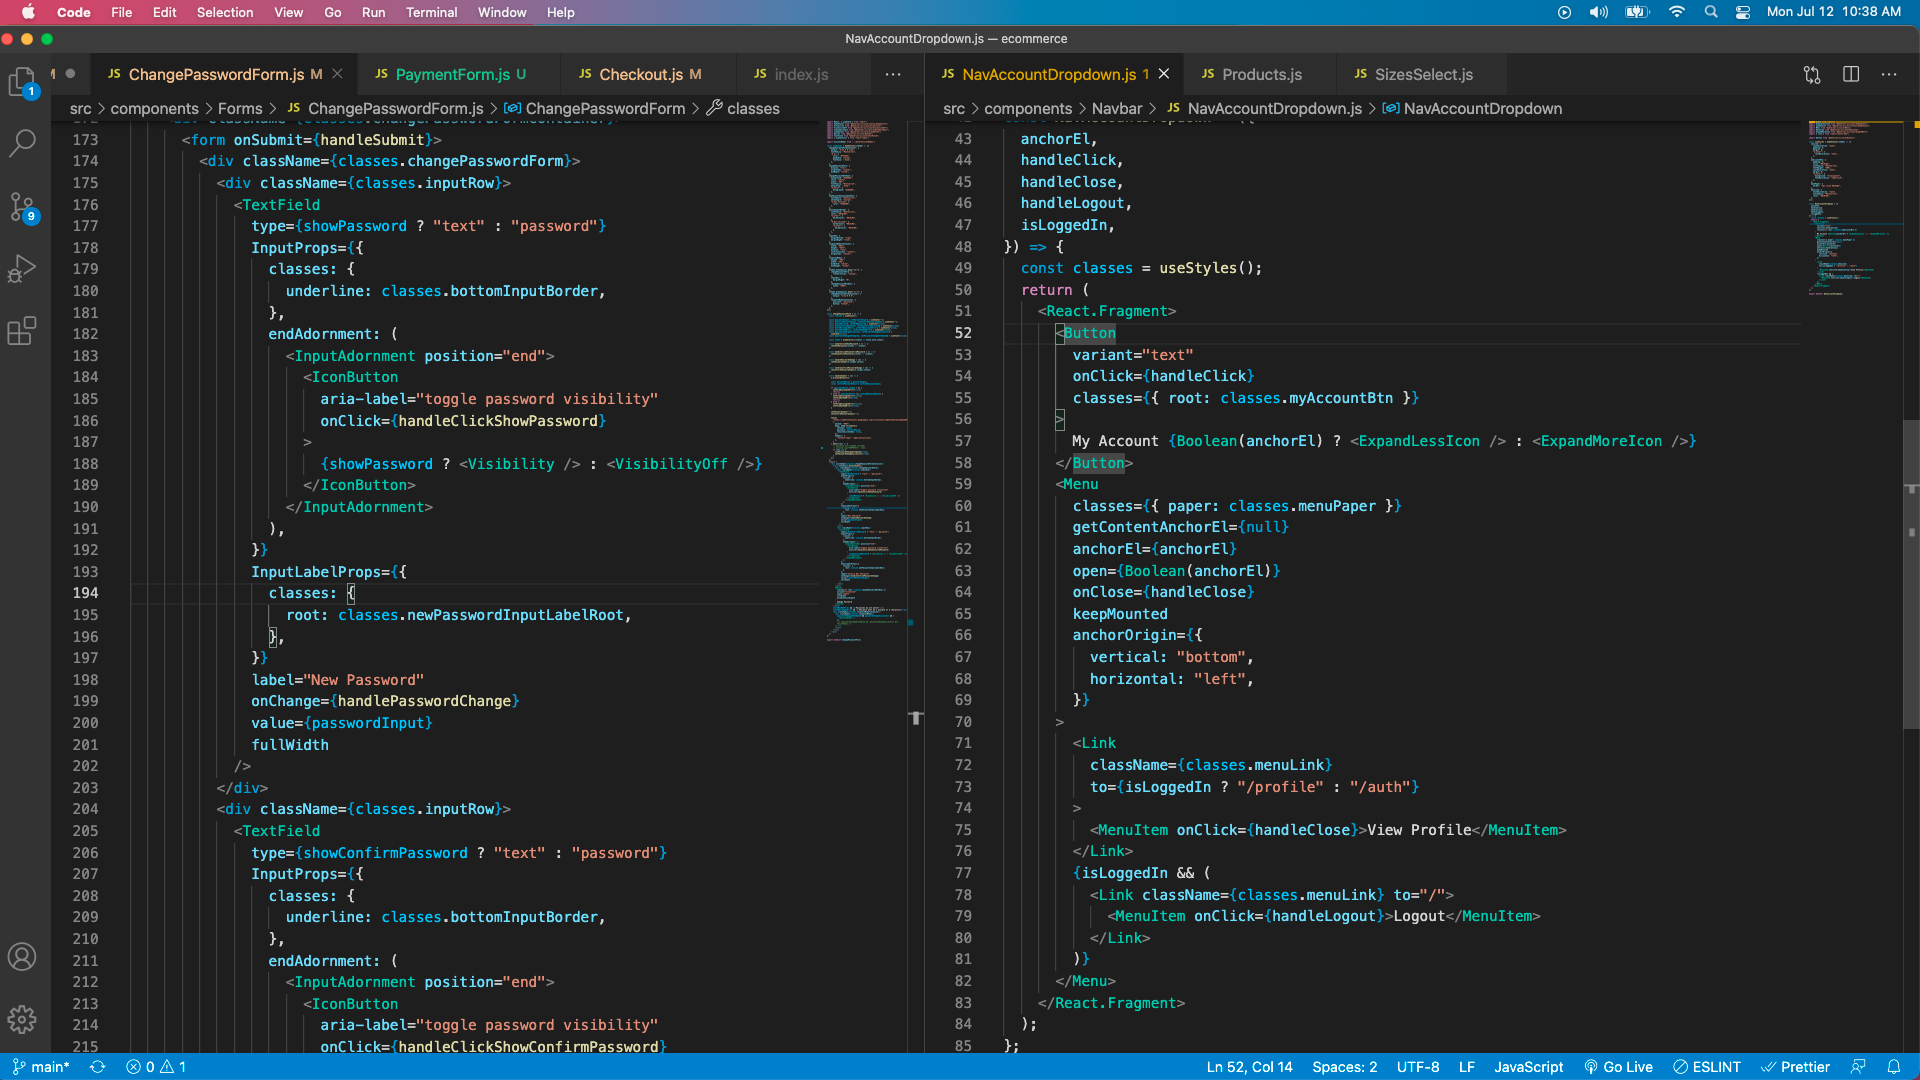 Code File Edit Selection View Go Run Terminal Window Help
Mon Jul 12 10:38 AM
NavAccountDropdown.js — ecommerce
M JS ChangePasswordForm.js M JS PaymentForm.js U JS Checkout.js M JS index.js ...
JS NavAccountDropdown.js 1 JS Products.js JS SizesSelect.js ...
src > components > Forms > JS ChangePasswordForm.js > ChangePasswordForm > classes
173 <form onSubmit={handleSubmit}>
174 <div className={classes.changePasswordForm}>
175 <div className={classes.inputRow}>
176 <TextField
177 type={showPassword ? "text" : "password"}
178 InputProps={{
179 classes: {
180 underline: classes.bottomInputBorder,
181 },
182 endAdornment: (
183 <InputAdornment position="end">
184 <IconButton
185 aria-label="toggle password visibility"
186 onClick={handleClickShowPassword}
187 >
188 {showPassword ? <Visibility /> : <VisibilityOff />}
189 </IconButton>
190 </InputAdornment>
191 ),
192 }}
193 InputLabelProps={{
194 classes: {
195 root: classes.newPasswordInputLabelRoot,
196 },
197 }}
198 label="New Password"
199 onChange={handlePasswordChange}
200 value={passwordInput}
201 fullWidth
202 />
203 </div>
204 <div className={classes.inputRow}>
205 <TextField
206 type={showConfirmPassword ? "text" : "password"}
207 InputProps={{
208 classes: {
209 underline: classes.bottomInputBorder,
210 },
211 endAdornment: (
212 <InputAdornment position="end">
213 <IconButton
214 aria-label="toggle password visibility"
215 onClick={handleClickShowConfirmPassword}
src > components > Navbar > JS NavAccountDropdown.js > NavAccountDropdown
43 anchorEl,
44 handleClick,
45 handleClose,
46 handleLogout,
47 isLoggedIn,
48 }) => {
49 const classes = useStyles();
50 return (
51 <React.Fragment>
52 <Button
53 variant="text"
54 onClick={handleClick}
55 classes={{ root: classes.myAccountBtn }}
56 >
57 My Account {Boolean(anchorEl) ? <ExpandLessIcon /> : <ExpandMoreIcon />}
58 </Button>
59 <Menu
60 classes={{ paper: classes.menuPaper }}
61 getContentAnchorEl={null}
62 anchorEl={anchorEl}
63 open={Boolean(anchorEl)}
64 onClose={handleClose}
65 keepMounted
66 anchorOrigin={{
67 vertical: "bottom",
68 horizontal: "left",
69 }}
70 >
71 <Link
72 className={classes.menuLink}
73 to={isLoggedIn ? "/profile" : "/auth"}
74 >
75 <MenuItem onClick={handleClose}>View Profile</MenuItem>
76 </Link>
77 {isLoggedIn && (
78 <Link className={classes.menuLink} to="/">
79 <MenuItem onClick={handleLogout}>Logout</MenuItem>
80 </Link>
81 )}
82 </Menu>
83 </React.Fragment>
84 );
85 };
1
9
main* 0 1
Ln 52, Col 14 Spaces: 2 UTF-8 LF JavaScript Go Live ESLINT Prettier